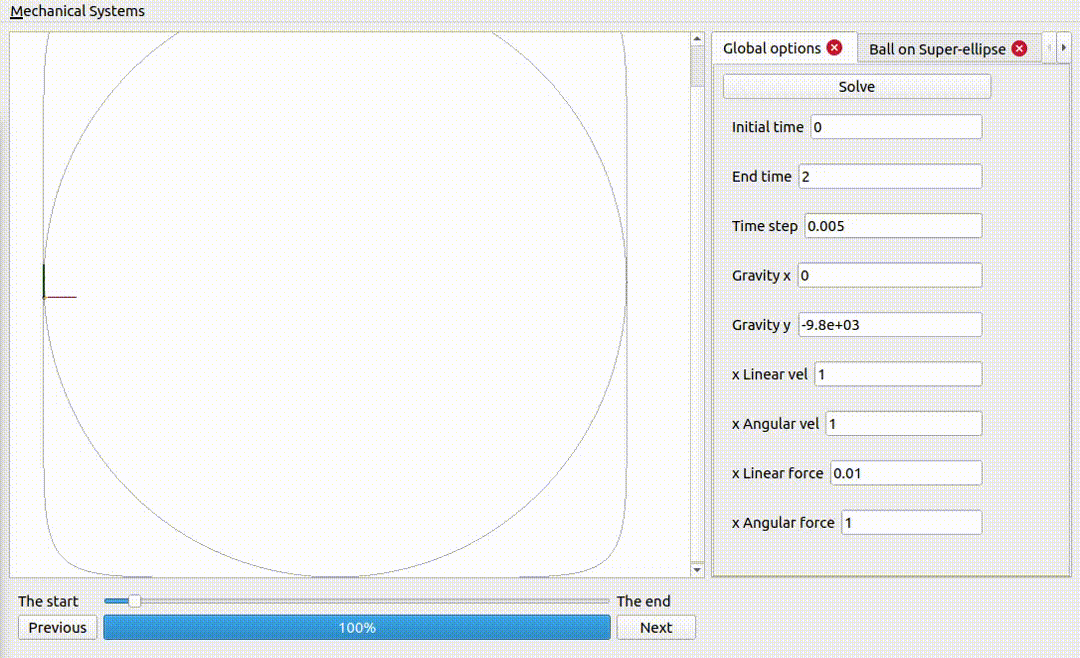 Mechanical Systems
Global options
Ball on Super-ellipse
Solve
Initial time 0
End time 2
Time step 0.005
Gravity x 0
Gravity y -9.8e+03
x Linear vel 1
x Angular vel 1
x Linear force 0.01
x Angular force 1
The start The end
Previous 100% Next